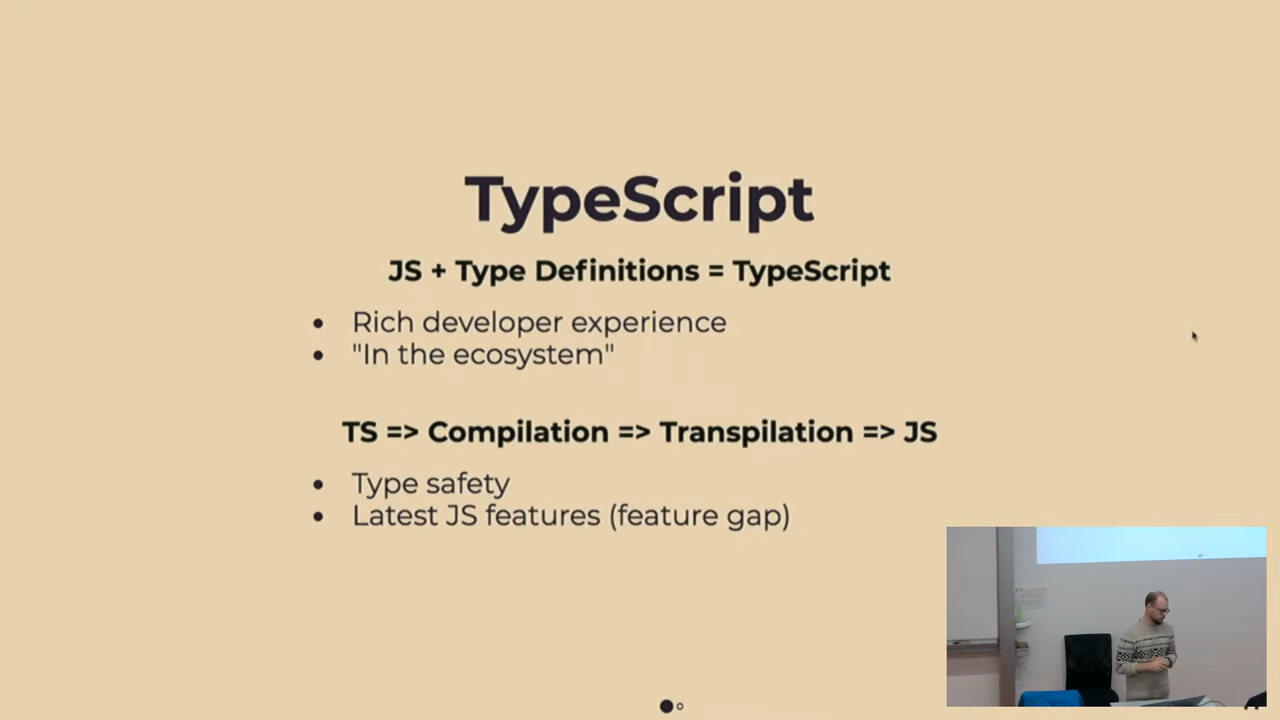 TypeScript
JS + Type Definitions = TypeScript
Rich developer experience
"In the ecosystem"
TS => Compilation => Transpilation => JS
Type safety
Latest JS features (feature gap)